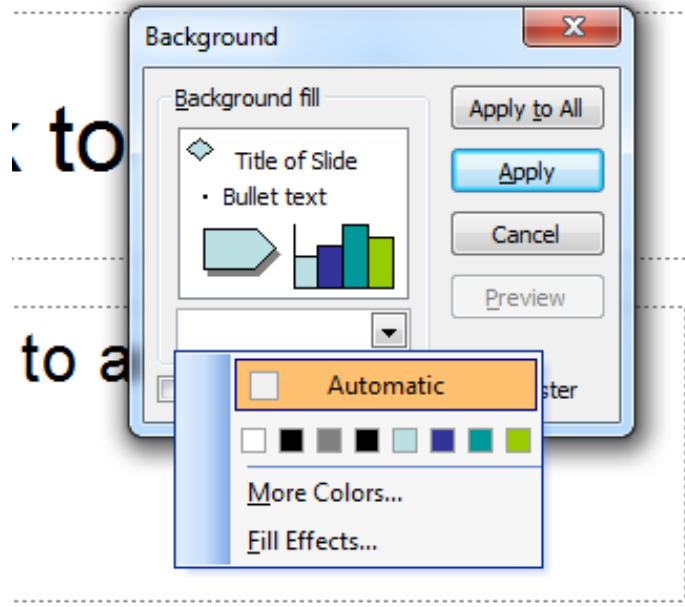 Background
Background fill
Title of Slide
• Bullet text
Apply to All
Apply
Cancel
Preview
to
to a
Automatic
ster
More Colors...
Fill Effects...